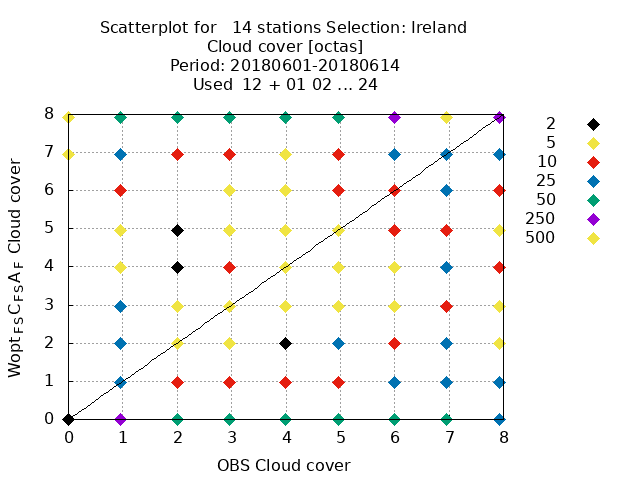 Scatterplot for   14 stations Selection: Ireland
Cloud cover [octas]
Period: 20180601-20180614
Used  12 + 01 02 ... 24
Wopt FSCFSAF Cloud cover
8
7
6
5
4
3
2
1
0
0 1 2 3 4 5 6 7 8
OBS Cloud cover
2
5
10
25
50
250
500